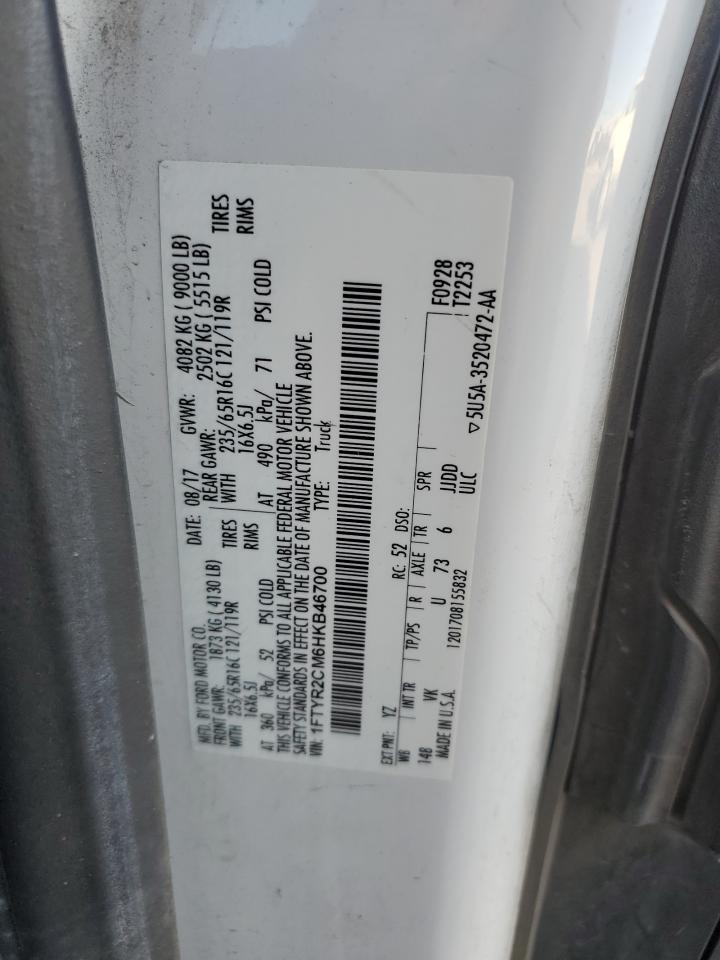 MFD. BY FORD MOTOR CO. DATE: 08/17 GVWR: 4082 KG ( 9000 LB)
FRONT GAWR: 1873 KG ( 4130 LB) REAR GAWR: 2502 KG ( 5515 LB)
WITH 235/65R16C 121/119R TIRES WITH 235/65R16C 121/119R TIRES
16X6.5J RIMS 16X6.5J RIMS
AT 360 kPa/ 52 PSI COLD AT 490 kPa/ 71 PSI COLD
THIS VEHICLE CONFORMS TO ALL APPLICABLE FEDERAL MOTOR VEHICLE
SAFETY STANDARDS IN EFFECT ON THE DATE OF MANUFACTURE SHOWN ABOVE.
VIN: 1FTYR2CM6HKB46700 TYPE: Truck
EXT PNT: YZ RC: 52 DSO: F0928
WB INT TR TP/PS R AXLE TR SPR T2253
148 VK U 73 6 JJDD
MADE IN U.S.A. 1201708155832 ULC ▽5U5A-3520472-AA